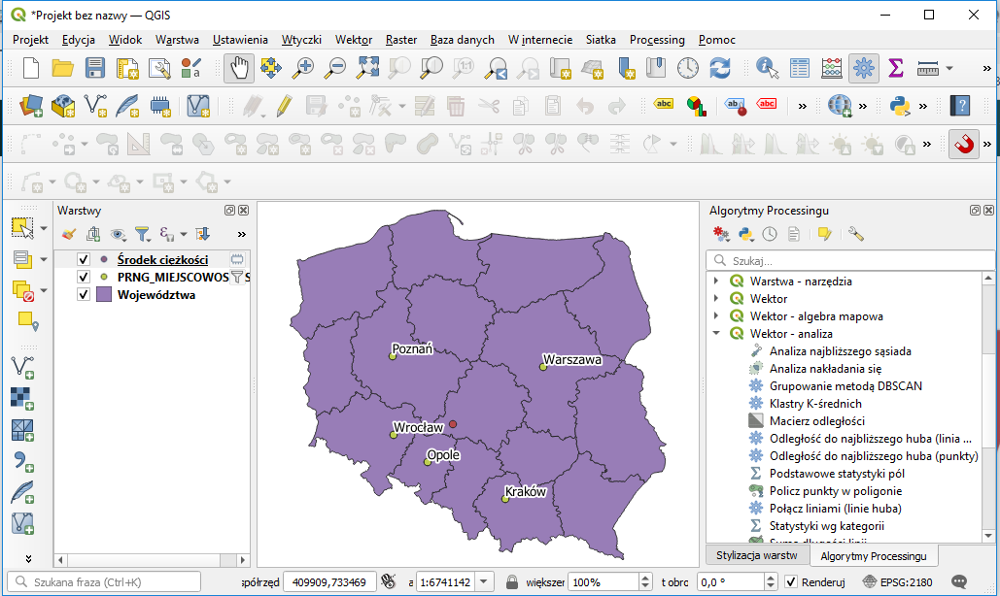 *Projekt bez nazwy — QGIS
Projekt Edycja Widok Warstwa Ustawienia Wtyczki Wektor Raster Baza danych W internecie Siatka Processing Pomoc
abc ab abc
Warstwy
Środek ciężkości
PRNG_MIEJSCOWOS S
Województwa
Poznań
Warszawa
Wrocław
Opole
Kraków
Algorytmy Processingu
Szukaj...
Warstwa - narzędzia
Wektor
Wektor - algebra mapowa
Wektor - analiza
Analiza najbliższego sąsiada
Analiza nakładania się
Grupowanie metodą DBSCAN
Klastry K-średnich
Macierz odległości
Odległość do najbliższego huba (linia ...
Odległość do najbliższego huba (punkty)
Podstawowe statystyki pól
Policz punkty w poligonie
Połącz liniami (linie huba)
Statystyki wg kategorii
Suma długości linii
Stylizacja warstw Algorytmy Processingu
Szukana fraza (Ctrl+K) spółrzęd 409909,733469 a 1:6741142 większer 100% t obrc 0,0 ° Renderuj EPSG:2180